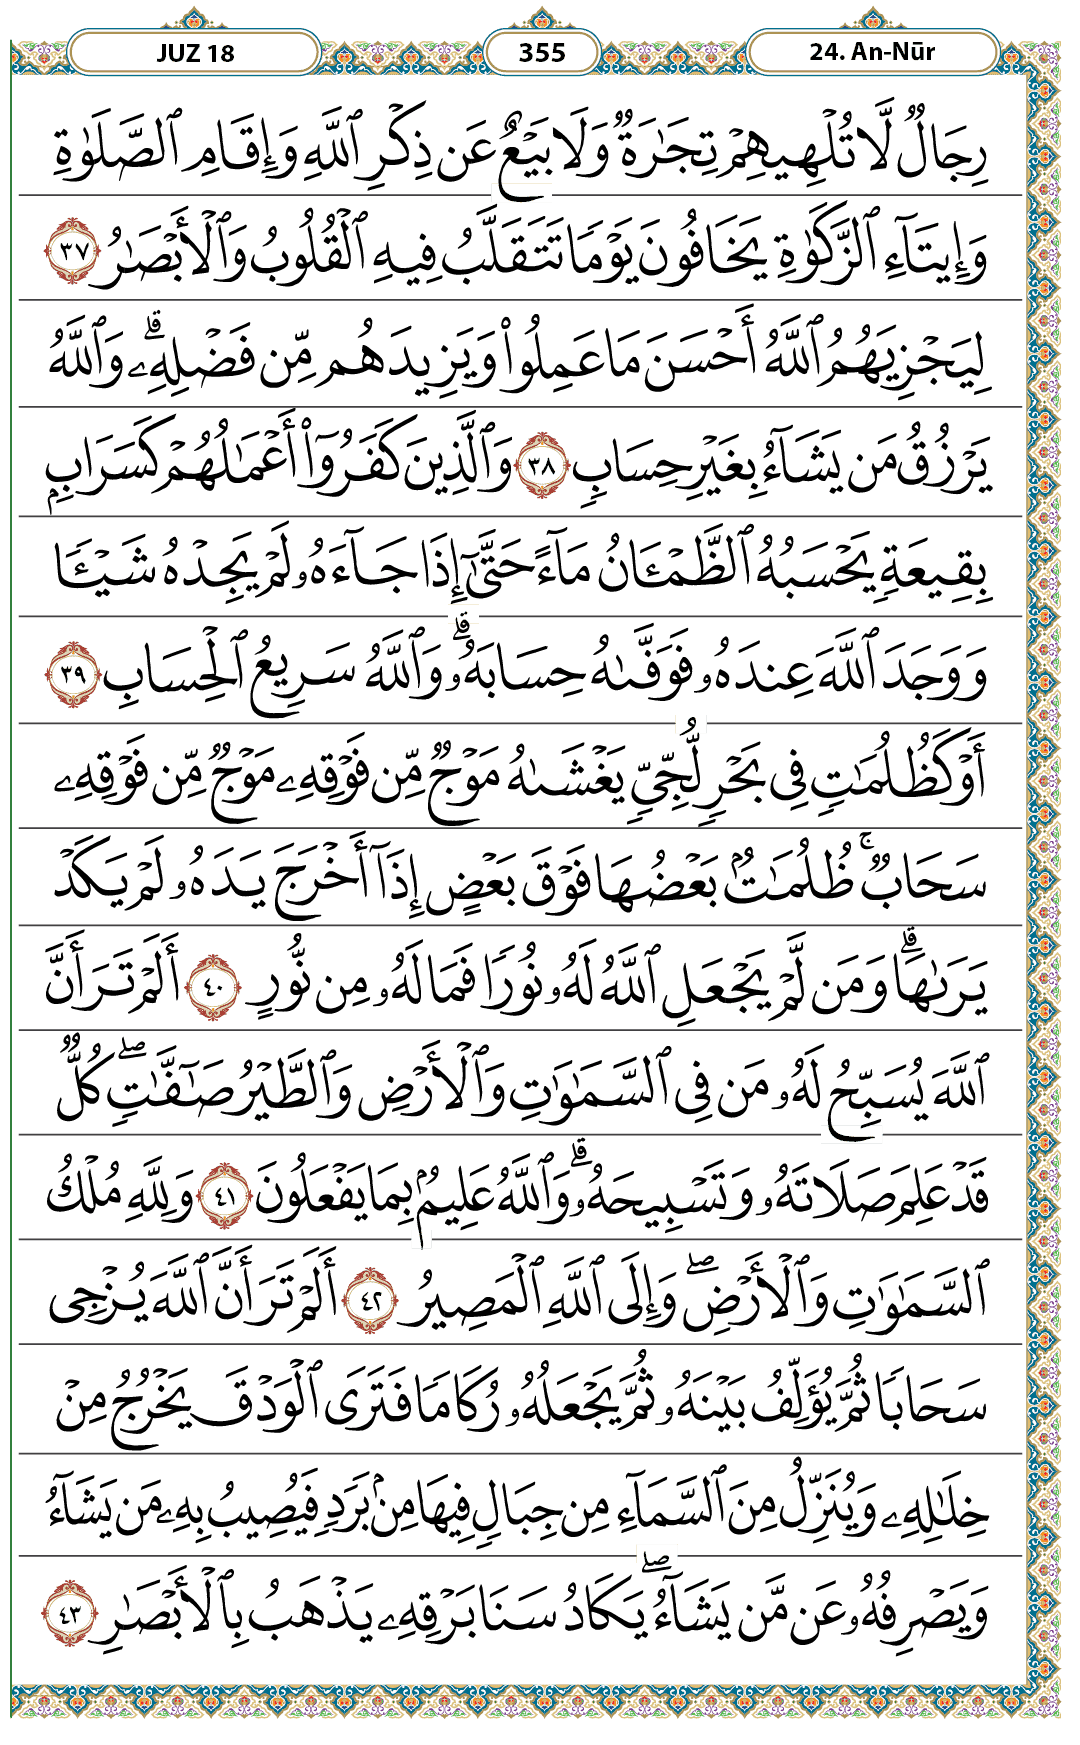 JUZ 18
355
24. An-Nūr
رِجَالٌ لَّا تُلْهِيهِمْ تِجَـٰرَةٌ وَلَا بَيْعٌ عَن ذِكْرِ ٱللَّهِ وَإِقَامِ ٱلصَّلَوٰةِ
وَإِيتَآءِ ٱلزَّكَوٰةِ يَخَافُونَ يَوْمًا تَتَقَلَّبُ فِيهِ ٱلْقُلُوبُ وَٱلْأَبْصَـٰرُ ٣٧
لِيَجْزِيَهُمُ ٱللَّهُ أَحْسَنَ مَا عَمِلُوا۟ وَيَزِيدَهُم مِّن فَضْلِهِۦ ۗ وَٱللَّهُ
يَرْزُقُ مَن يَشَآءُ بِغَيْرِ حِسَابٍ ٣٨ وَٱلَّذِينَ كَفَرُوٓا۟ أَعْمَـٰلُهُمْ كَسَرَابٍۭ
بِقِيعَةٍ يَحْسَبُهُ ٱلظَّمْـَٔانُ مَآءً حَتَّىٰٓ إِذَا جَآءَهُۥ لَمْ يَجِدْهُ شَيْـًٔا
وَوَجَدَ ٱللَّهَ عِندَهُۥ فَوَفَّىٰهُ حِسَابَهُۥ ۗ وَٱللَّهُ سَرِيعُ ٱلْحِسَابِ ٣٩
أَوْ كَظُلُمَـٰتٍ فِى بَحْرٍ لُّجِّىٍّ يَغْشَىٰهُ مَوْجٌ مِّن فَوْقِهِۦ مَوْجٌ مِّن فَوْقِهِۦ
سَحَابٌ ۚ ظُلُمَـٰتٌۢ بَعْضُهَا فَوْقَ بَعْضٍ إِذَآ أَخْرَجَ يَدَهُۥ لَمْ يَكَدْ
يَرَىٰهَا ۗ وَمَن لَّمْ يَجْعَلِ ٱللَّهُ لَهُۥ نُورًا فَمَا لَهُۥ مِن نُّورٍ ٤٠ أَلَمْ تَرَ أَنَّ
ٱللَّهَ يُسَبِّحُ لَهُۥ مَن فِى ٱلسَّمَـٰوَٰتِ وَٱلْأَرْضِ وَٱلطَّيْرُ صَـٰٓفَّـٰتٍ ۖ كُلٌّ
قَدْ عَلِمَ صَلَاتَهُۥ وَتَسْبِيحَهُۥ ۗ وَٱللَّهُ عَلِيمٌۢ بِمَا يَفْعَلُونَ ٤١ وَلِلَّهِ مُلْكُ
ٱلسَّمَـٰوَٰتِ وَٱلْأَرْضِ ۖ وَإِلَى ٱللَّهِ ٱلْمَصِيرُ ٤٢ أَلَمْ تَرَ أَنَّ ٱللَّهَ يُزْجِى
سَحَابًا ثُمَّ يُؤَلِّفُ بَيْنَهُۥ ثُمَّ يَجْعَلُهُۥ رُكَامًا فَتَرَى ٱلْوَدْقَ يَخْرُجُ مِنْ
خِلَـٰلِهِۦ وَيُنَزِّلُ مِنَ ٱلسَّمَآءِ مِن جِبَالٍ فِيهَا مِنۢ بَرَدٍ فَيُصِيبُ بِهِۦ مَن يَشَآءُ
وَيَصْرِفُهُۥ عَن مَّن يَشَآءُ ۖ يَكَادُ سَنَا بَرْقِهِۦ يَذْهَبُ بِٱلْأَبْصَـٰرِ ٤٣